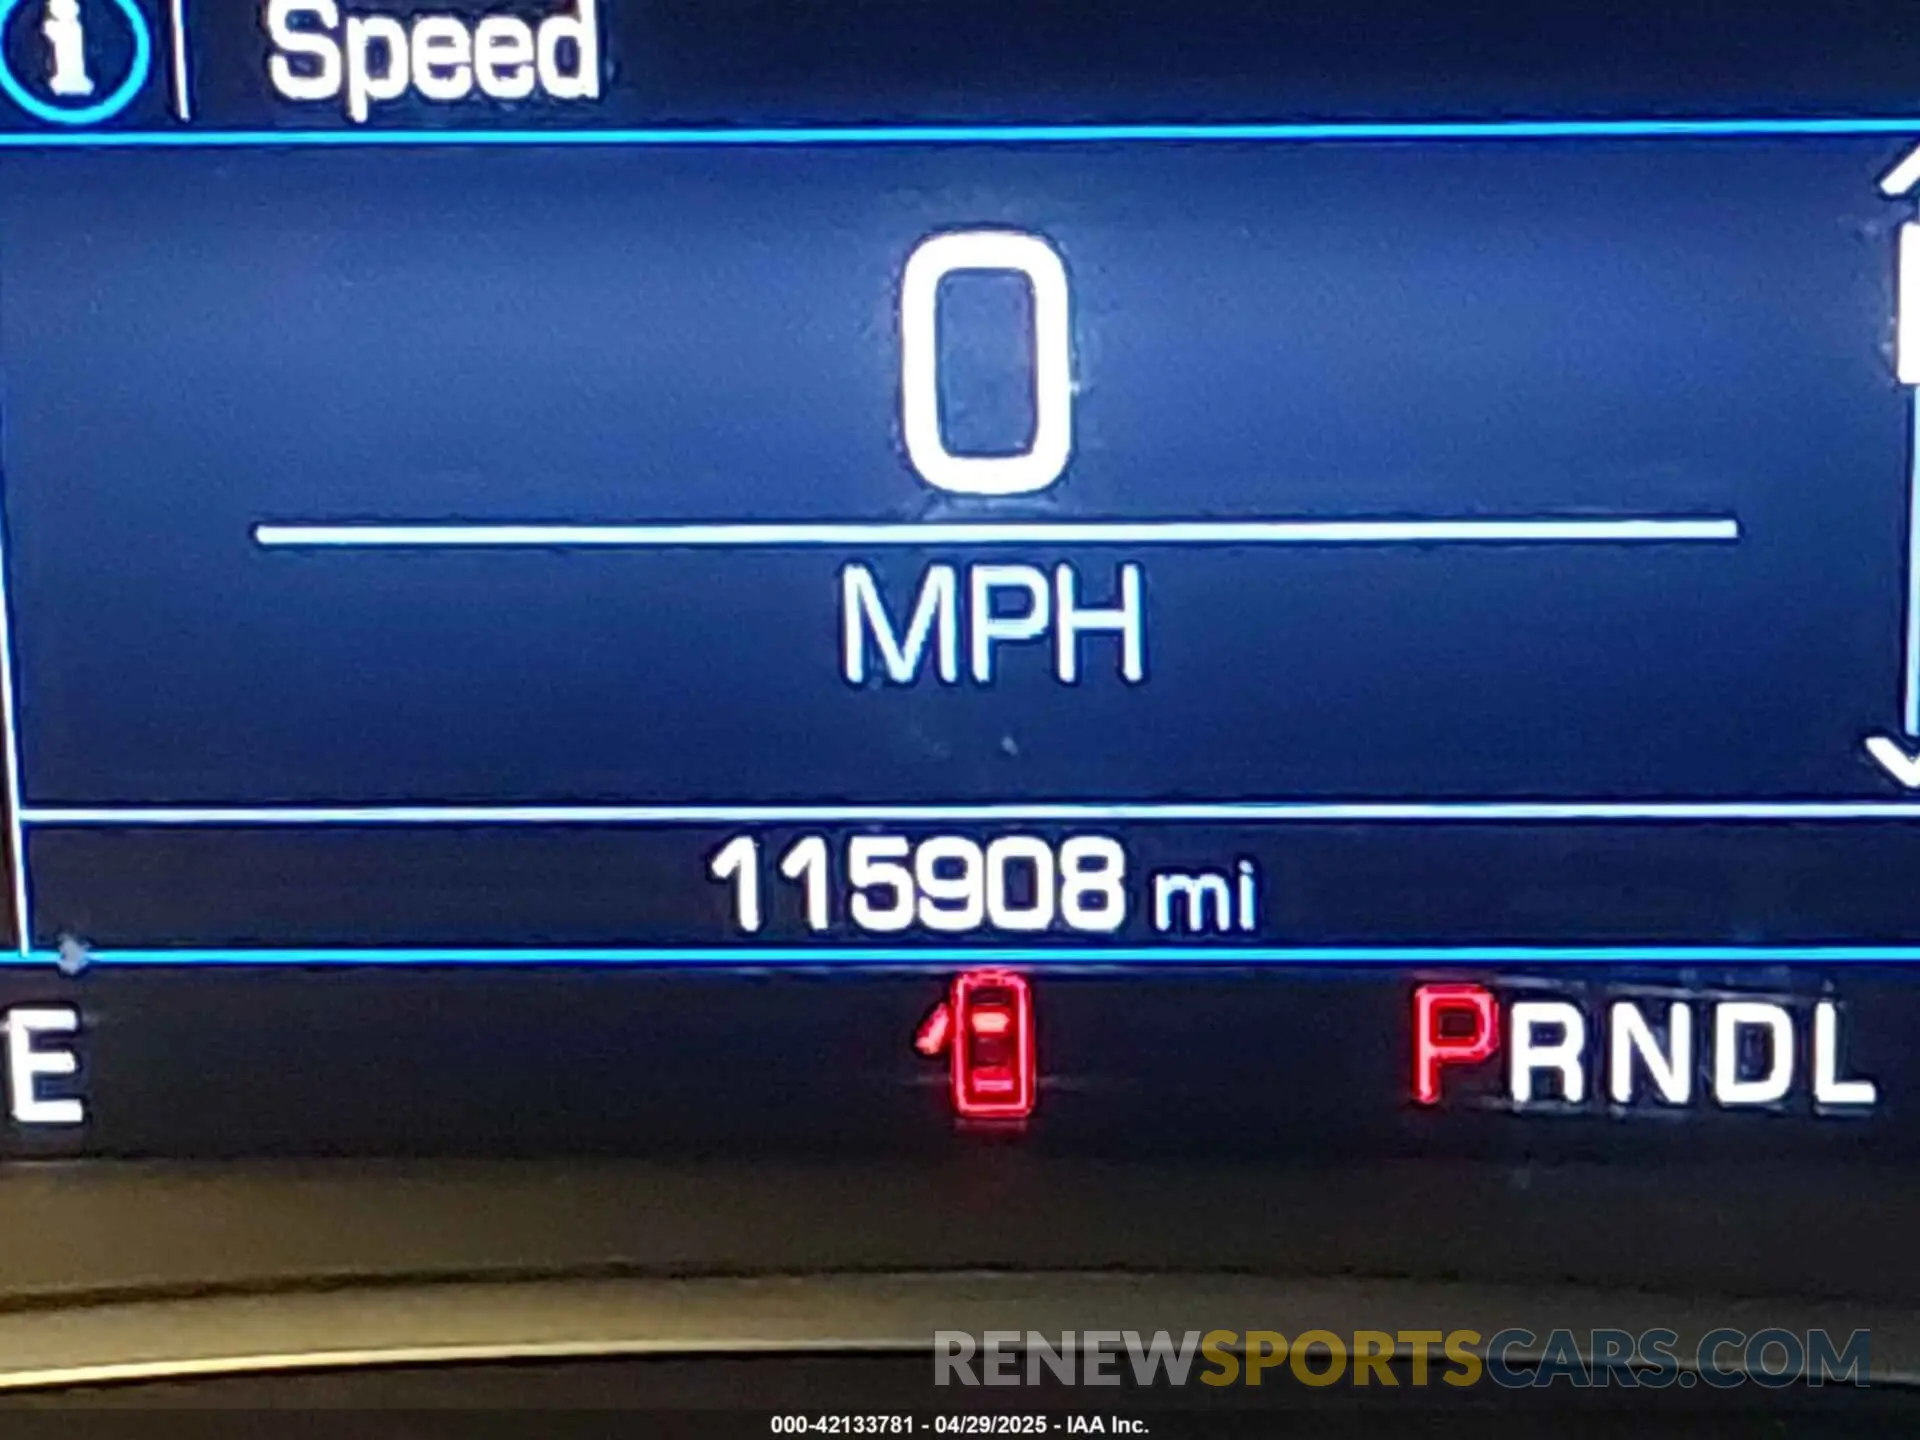 i Speed
0
MPH
115908 mi
E PRNDL
RENEWSPORTSCARS.COM
000-42133781 - 04/29/2025 - IAA Inc.